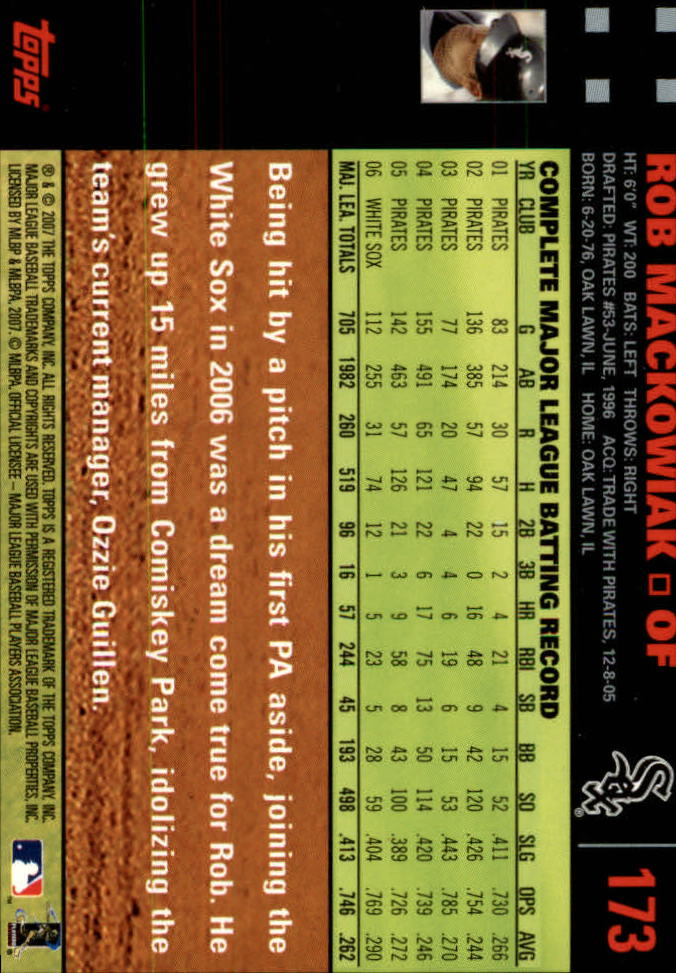 ROB MACKOWIAK □ OF
173
HT: 6'0" WT: 200 BATS: LEFT THROWS: RIGHT
DRAFTED: PIRATES #53-JUNE, 1996 ACQ: TRADE WITH PIRATES, 12-8-05
BORN: 6-20-76, OAK LAWN, IL HOME: OAK LAWN, IL
Sox
®
COMPLETE MAJOR LEAGUE BATTING RECORD
YR CLUB G AB R H 2B 3B HR RBI SB BB SO SLG OPS AVG
01 PIRATES 83 214 30 57 15 2 4 21 4 15 52 .411 .730 .266
02 PIRATES 136 385 57 94 22 0 16 48 9 42 120 .426 .754 .244
03 PIRATES 77 174 20 47 4 4 6 19 6 15 53 .443 .785 .270
04 PIRATES 155 491 65 121 22 6 17 75 13 50 114 .420 .739 .246
05 PIRATES 142 463 57 126 21 3 9 58 8 43 100 .389 .726 .272
06 WHITE SOX 112 255 31 74 12 1 5 23 5 28 59 .404 .769 .290
MAJ. LEA. TOTALS 705 1982 260 519 96 16 57 244 45 193 498 .413 .746 .262
Being hit by a pitch in his first PA aside, joining the
White Sox in 2006 was a dream come true for Rob. He
grew up 15 miles from Comiskey Park, idolizing the
team's current manager, Ozzie Guillen.
topps
® & © 2007 THE TOPPS COMPANY, INC. ALL RIGHTS RESERVED. TOPPS IS A REGISTERED TRADEMARK OF THE TOPPS COMPANY, INC.
MAJOR LEAGUE BASEBALL TRADEMARKS AND COPYRIGHTS ARE USED WITH PERMISSION OF MAJOR LEAGUE BASEBALL PROPERTIES, INC.
LICENSED BY MLBP & MLBPA, 2007. © MLBPA, OFFICIAL LICENSEE – MAJOR LEAGUE BASEBALL PLAYERS ASSOCIATION.